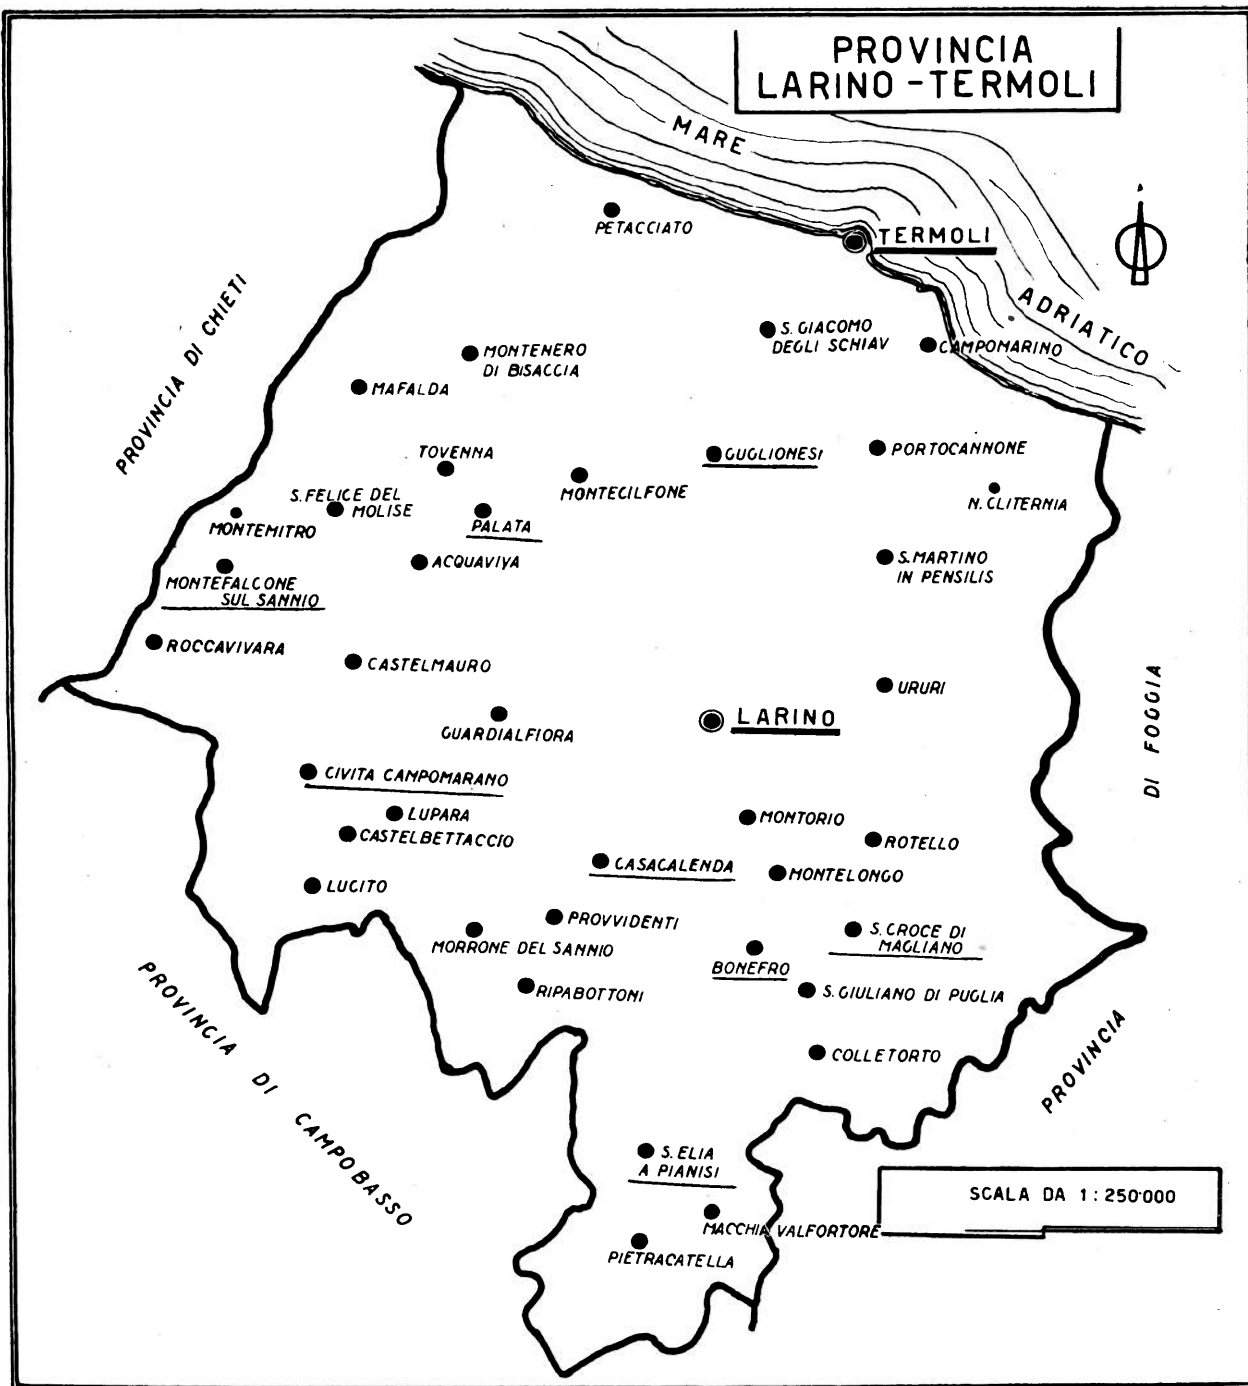 PROVINCIA
LARINO-TERMOLI
MARE
ADRIATICO
PETACCIATO
TERMOLI
S. GIACOMO
DEGLI SCHIAV
CAMPOMARINO
MONTENERO
DI BISACCIA
MAFALDA
PROVINCIA DI CHIETI
TOVENNA
GUGLIONESI
PORTOCANNONE
MONTECILFONE
S. FELICE DEL
MOLISE
N. CLITERNIA
PALATA
MONTEMITRO
ACQUAVIVA
S. MARTINO
IN PENSILIS
MONTEFALCONE
SUL SANNIO
ROCCAVIVARA
CASTELMAURO
URURI
LARINO
GUARDIALFIORA
CIVITA CAMPOMARANO
LUPARA
CASTELBETTACCIO
MONTORIO
ROTELLO
CASACALENDA
MONTELONGO
LUCITO
PROVVIDENTI
MORRONE DEL SANNIO
S. CROCE DI
MAGLIANO
BONEFRO
RIPABOTTONI
S. GIULIANO DI PUGLIA
COLLETORTO
PROVINCIA
DI FOGGIA
PROVINCIA DI CAMPOBASSO
S. ELIA
A PIANISI
MACCHIA VALFORTORE
PIETRACATELLA
SCALA DA 1:250'000